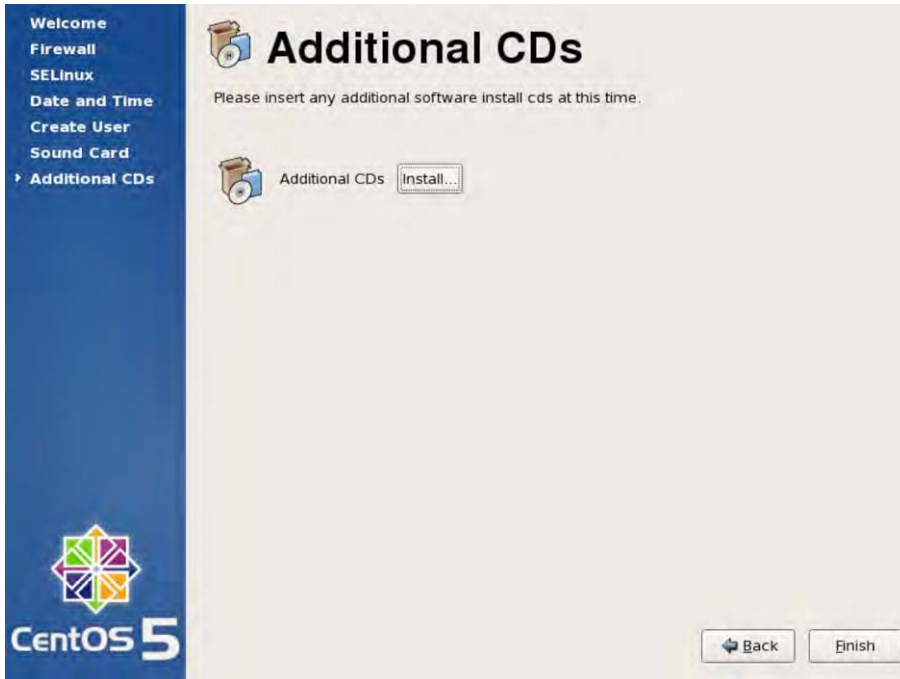 Welcome
Firewall
SELinux
Date and Time
Create User
Sound Card
Additional CDs
Additional CDs
Please insert any additional software install cds at this time.
Additional CDs Install...
CentOS 5
Back Finish